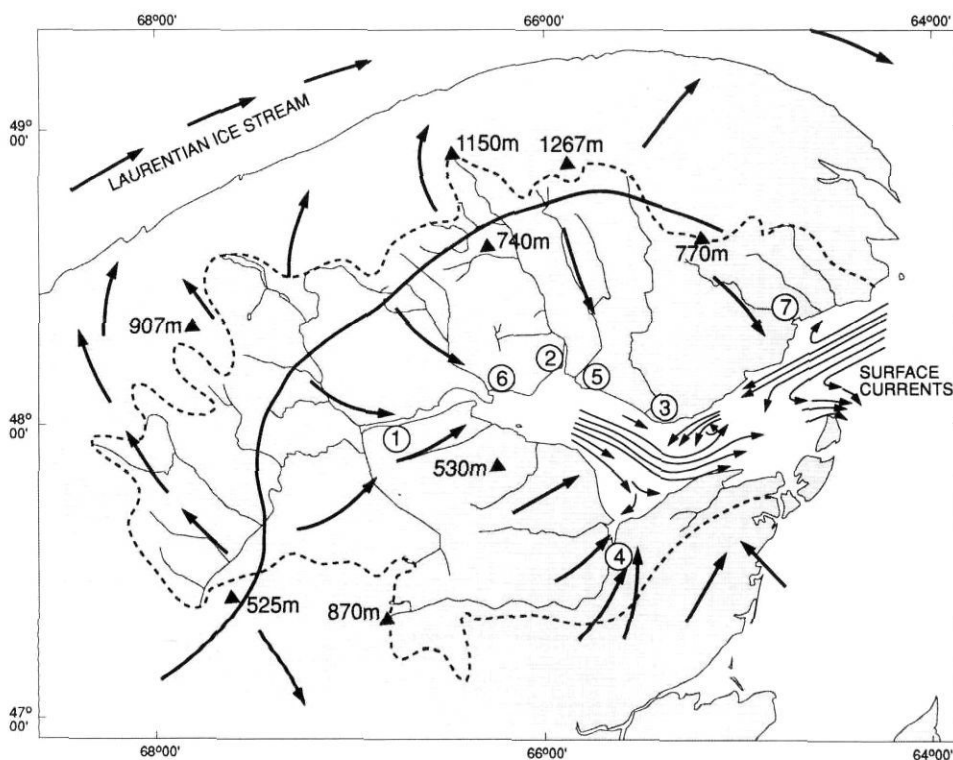 68°00' 66°00' 64°00'
49°
00'
LAURENTIAN ICE STREAM
1150m 1267m
740m
770m
907m
7
SURFACE
CURRENTS
6 2 5
3
48°
00'
1
530m
4
525m
870m
47°
00'
68°00' 66°00' 64°00'